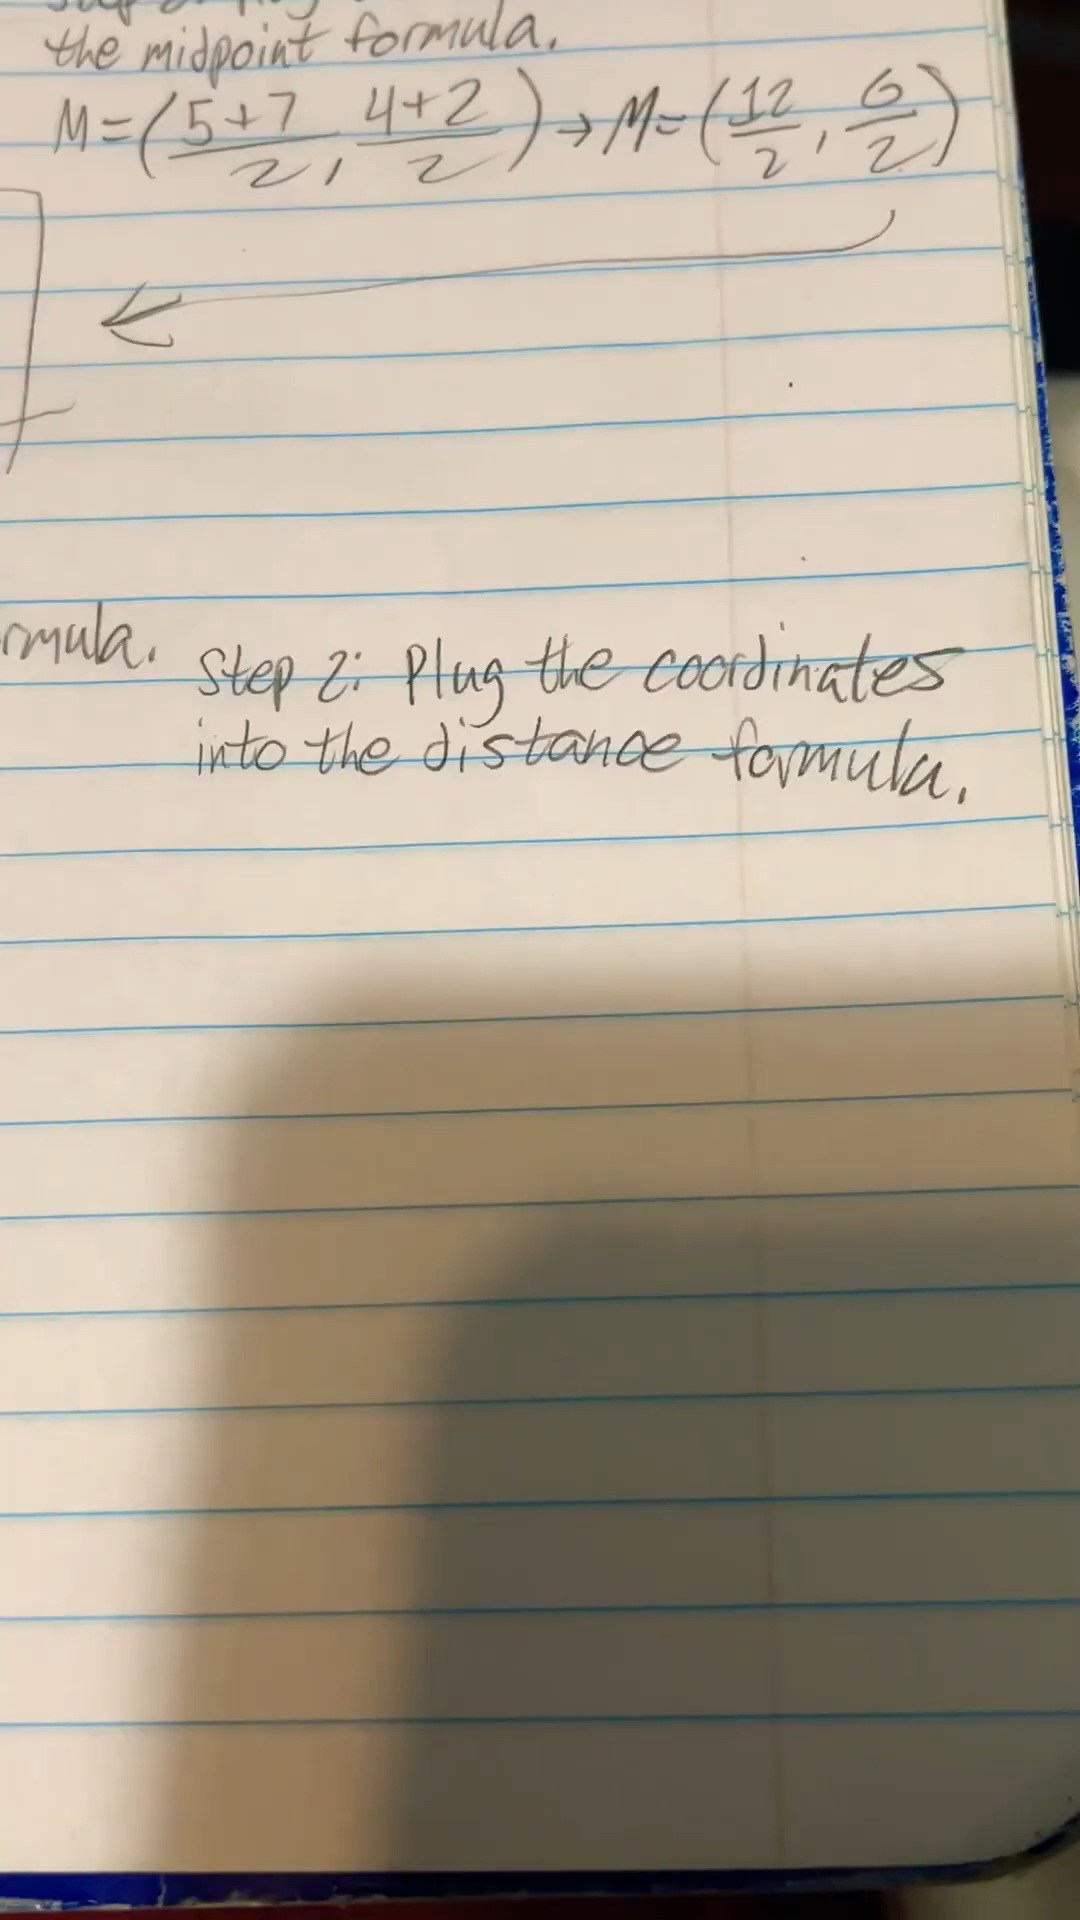 the midpoint formula.
M=(5+7/2, 4+2/2)→M=(12/2, 6/2)
rmula.
Step 2: Plug the coordinates
into the distance formula.